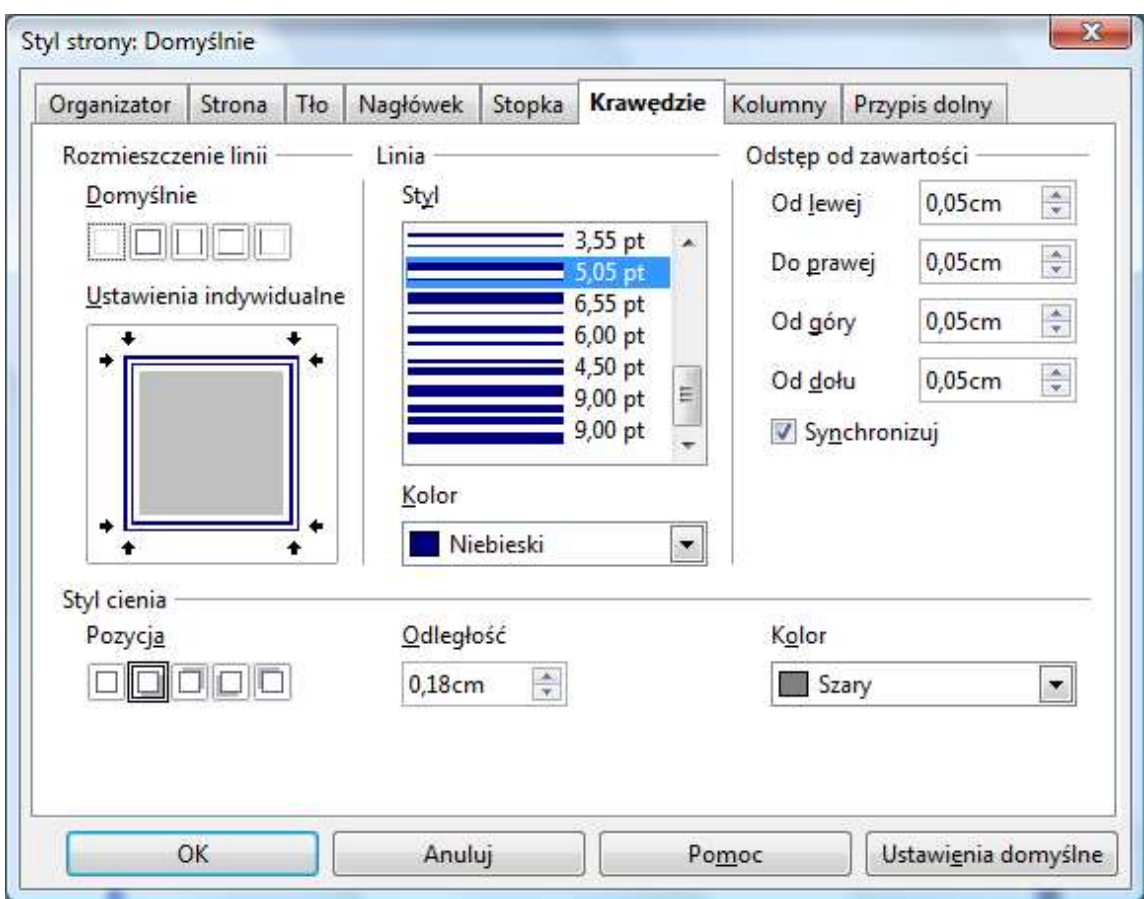 Styl strony: Domyślnie
Organizator Strona Tło Nagłówek Stopka Krawędzie Kolumny Przypis dolny
Rozmieszczenie linii
Domyślnie
Ustawienia indywidualne
Linia
Styl
3,55 pt
5,05 pt
6,55 pt
6,00 pt
4,50 pt
9,00 pt
9,00 pt
Kolor
Niebieski
Odstęp od zawartości
Od lewej 0,05cm
Do prawej 0,05cm
Od góry 0,05cm
Od dołu 0,05cm
Synchronizuj
Styl cienia
Pozycja
Odległość
0,18cm
Kolor
Szary
OK Anuluj Pomoc Ustawienia domyślne